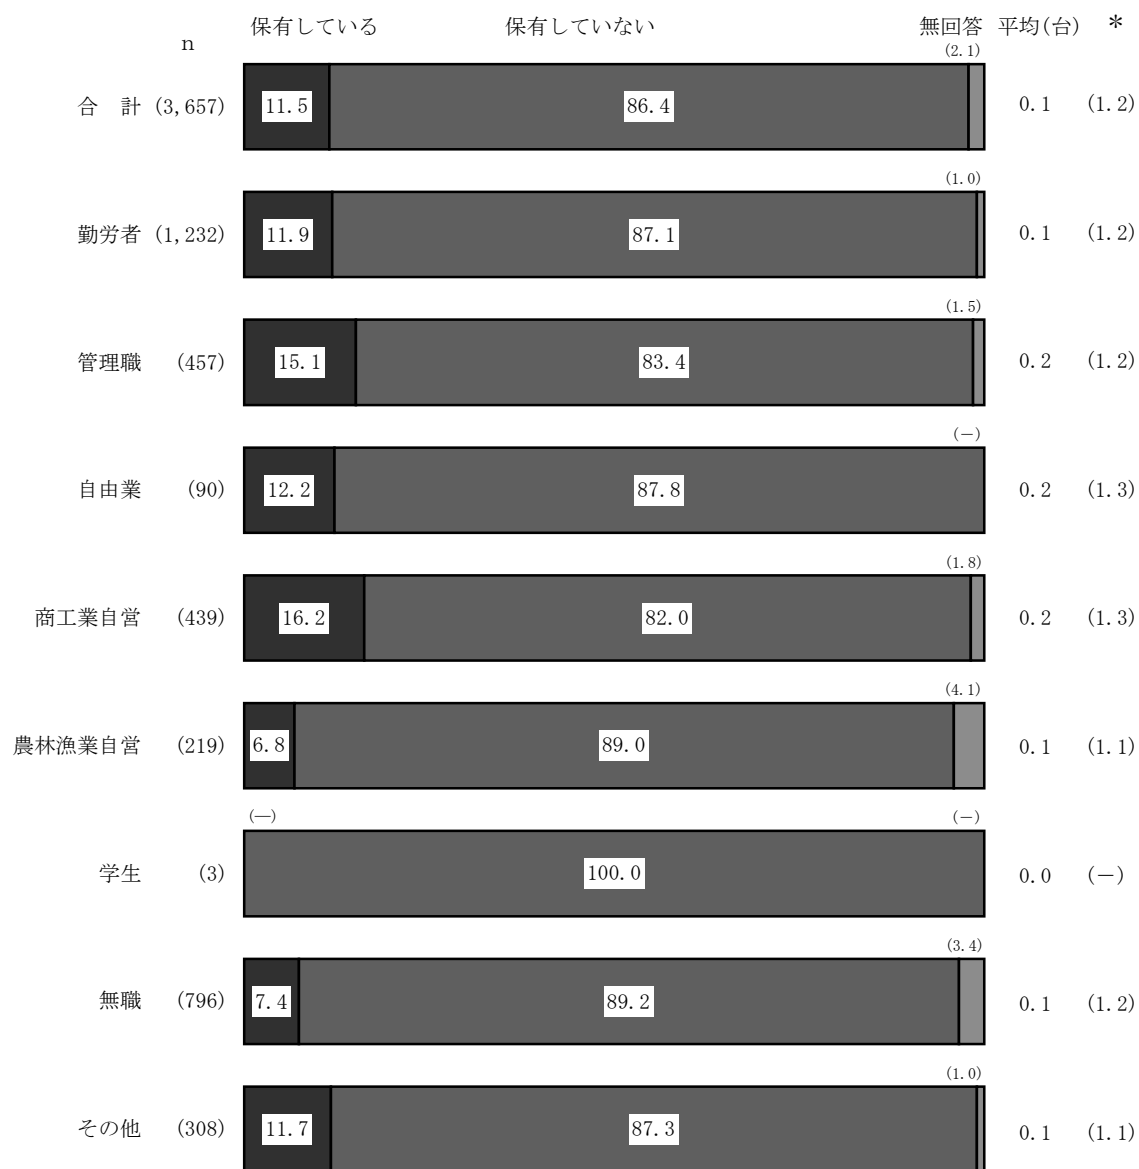 保有している 保有していない 無回答 平均(台) *
n
(2.1)
合 計 (3,657) 11.5 86.4 0.1 (1.2)
(1.0)
勤労者 (1,232) 11.9 87.1 0.1 (1.2)
(1.5)
管理職 (457) 15.1 83.4 0.2 (1.2)
(-)
自由業 (90) 12.2 87.8 0.2 (1.3)
(1.8)
商工業自営 (439) 16.2 82.0 0.2 (1.3)
(4.1)
農林漁業自営 (219) 6.8 89.0 0.1 (1.1)
(-) (-)
学生 (3) 100.0 0.0 (-)
(3.4)
無職 (796) 7.4 89.2 0.1 (1.2)
(1.0)
その他 (308) 11.7 87.3 0.1 (1.1)